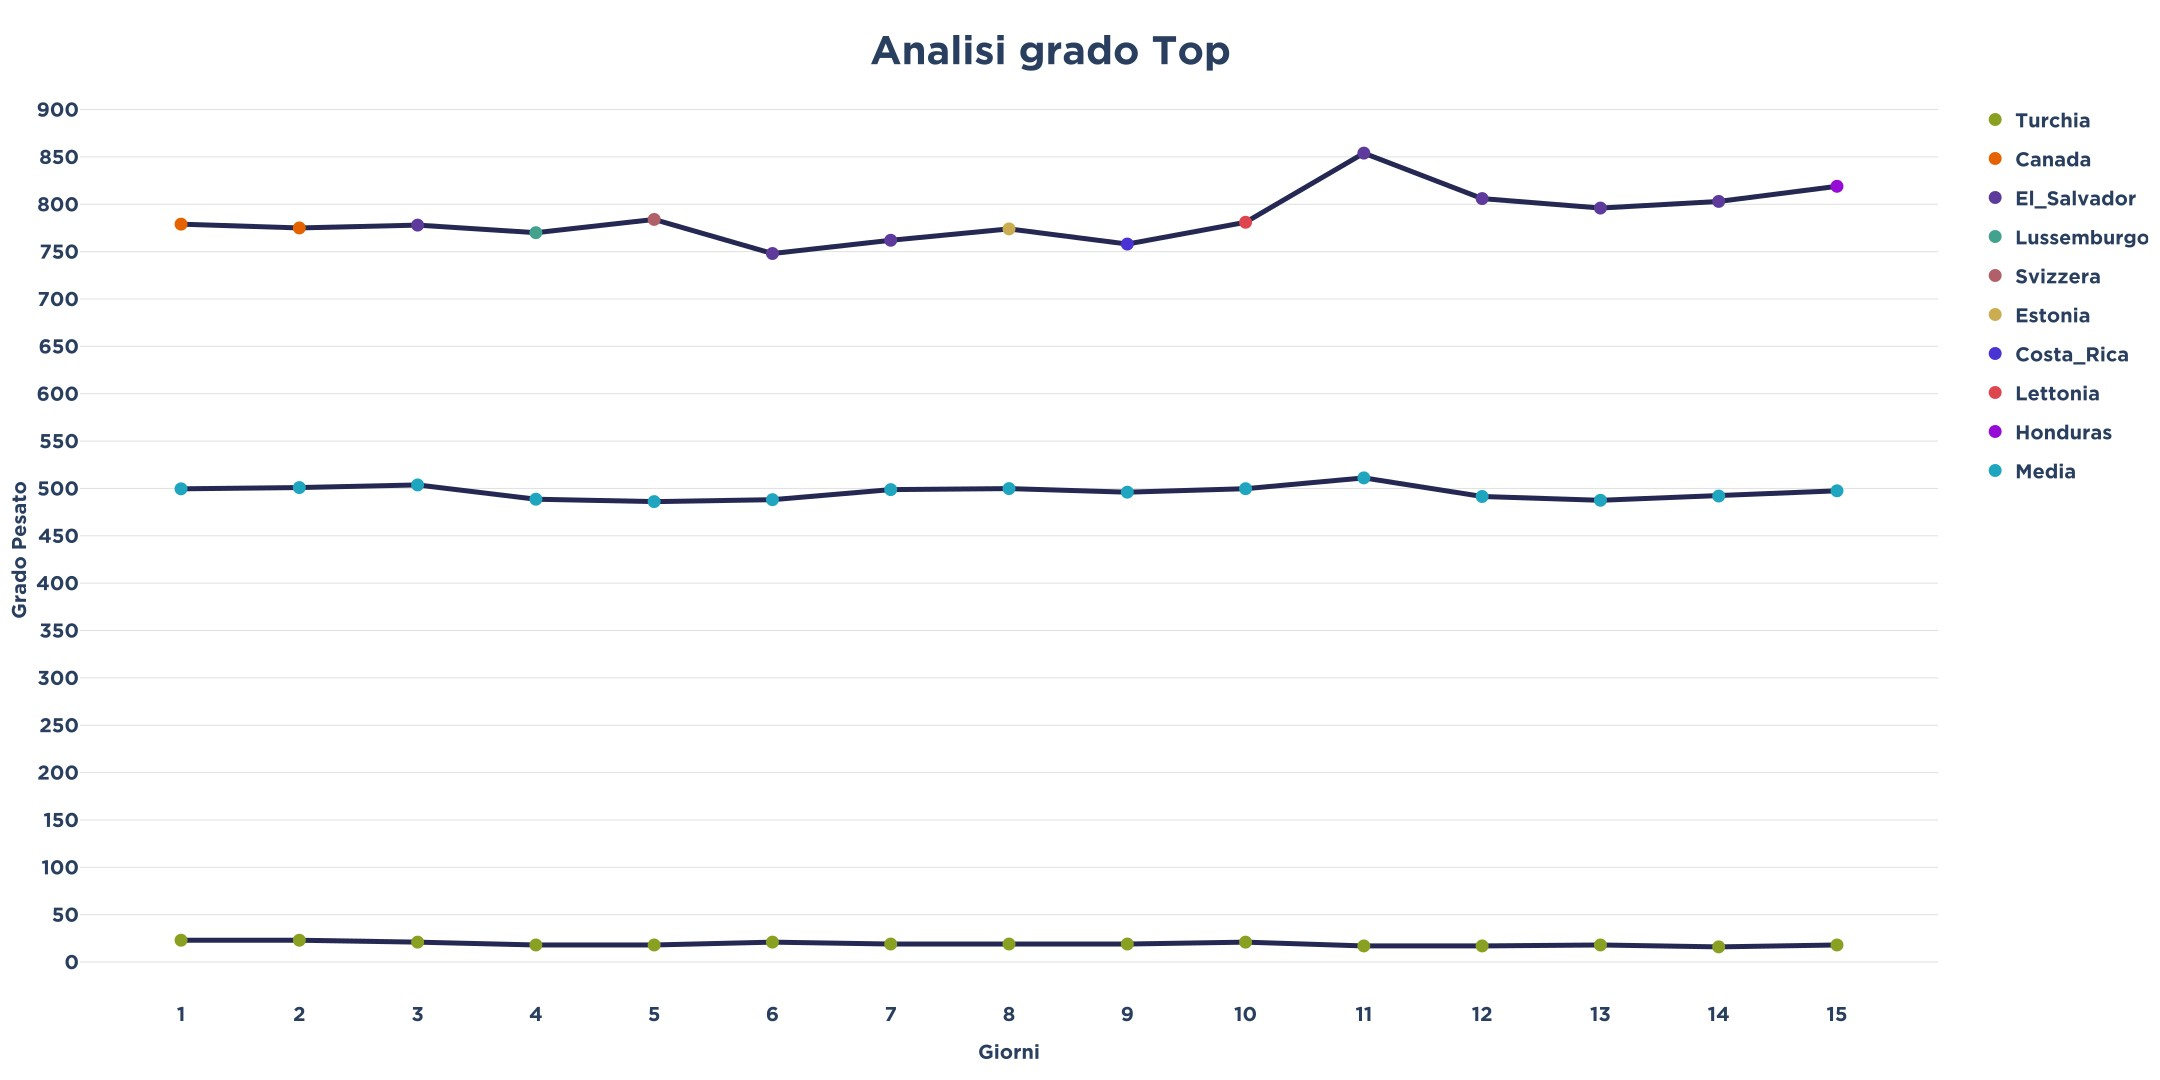 Analisi grado Top
900
850
800
750
700
650
600
550
500
450
400
350
300
250
200
150
100
50
0
Grado Pesato
1 2 3 4 5 6 7 8 9 10 11 12 13 14 15
Giorni
Turchia
Canada
El_Salvador
Lussemburgo
Svizzera
Estonia
Costa_Rica
Lettonia
Honduras
Media